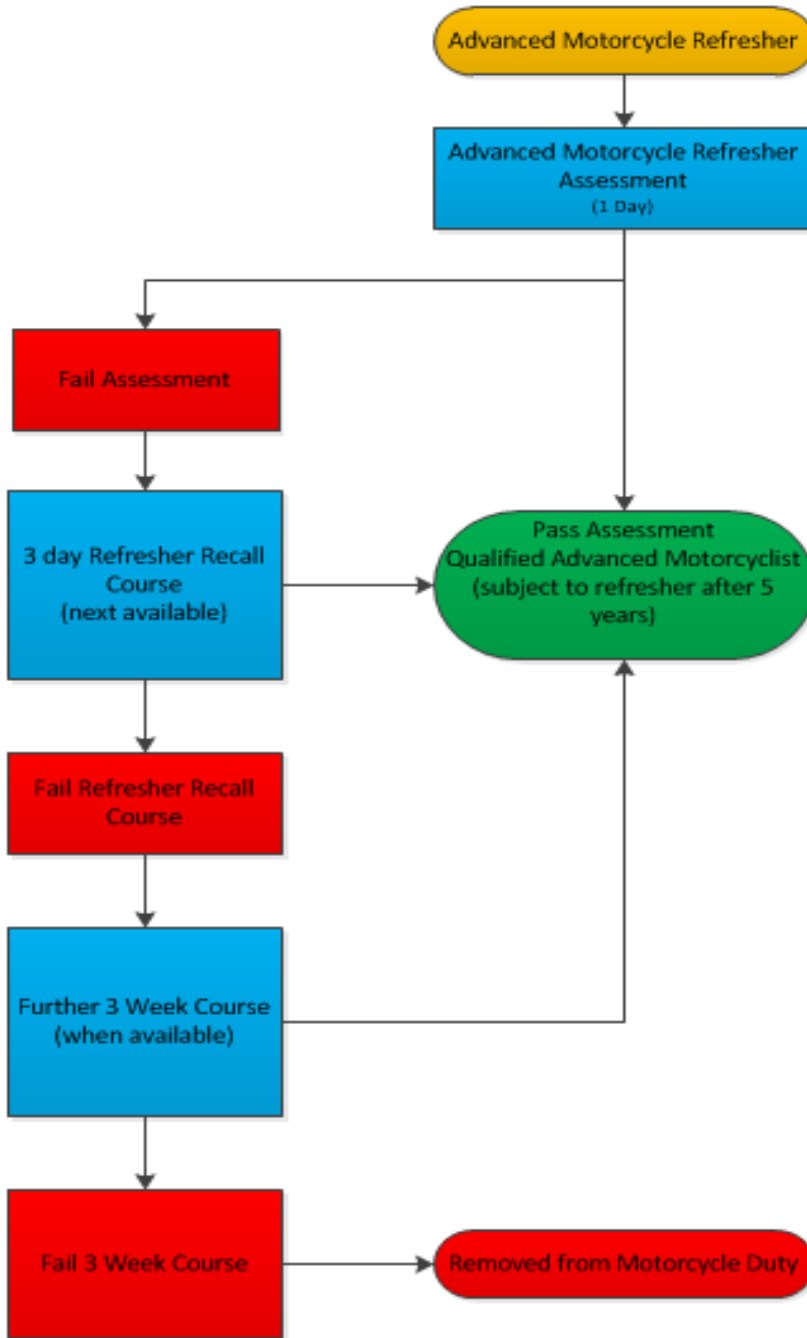 Advanced Motorcycle Refresher
Advanced Motorcycle Refresher
Assessment
(1 Day)
Fail Assessment
3 day Refresher Recall
Course
(next available)
Pass Assessment
Qualified Advanced Motorcyclist
(subject to refresher after 5
years)
Fail Refresher Recall
Course
Further 3 Week Course
(when available)
Fail 3 Week Course
Removed from Motorcycle Duty